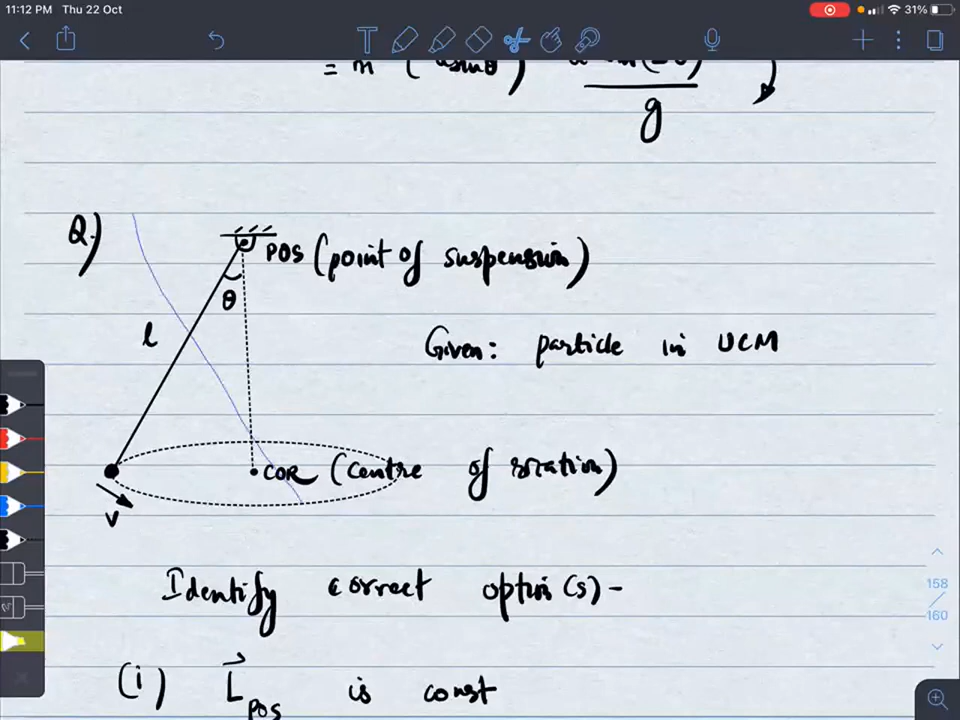 11:12 PM Thu 22 Oct
31%
= m
g
Q.)
POS (point of suspension)
θ
l
Given: particle in UCM
COR (centre of rotation)
v
Identify correct option(s) -
158
160
(i) L⃗ POS is const